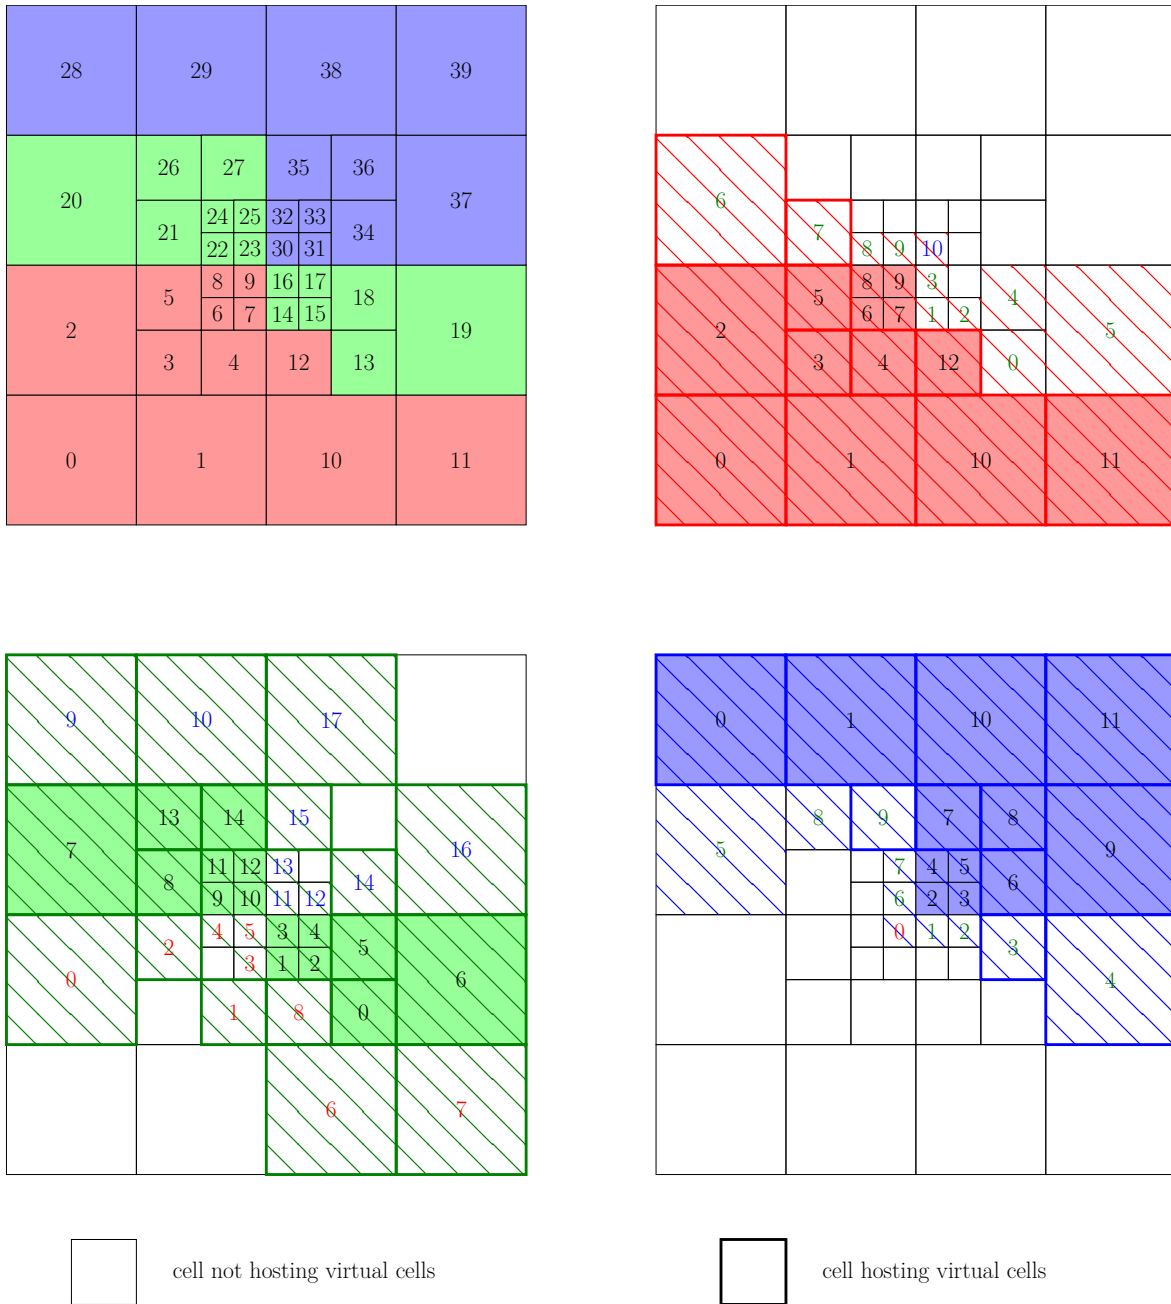 28 29 38 39
26 27 35 36
20 37
6
24 25 32 33
21 34
7
22 23 30 31
8 9 10
8 9 16 17
5 18
8 9 3
5 4
6 7 14 15
2 19
6 7 1 2
2 5
3 4 12 13
3 4 12 0
0 1 10 11
0 1 10 11
9 10 17
0 1 10 11
13 14 15
8 9 7 8
7 16
5 9
11 12 13
8 14
7 4 5
6
9 10 11 12
6 2 3
4 5 3 4
2 5
0 1 2
3
3 1 2
0 6
4
1 8 0
6 7
cell not hosting virtual cells
cell hosting virtual cells